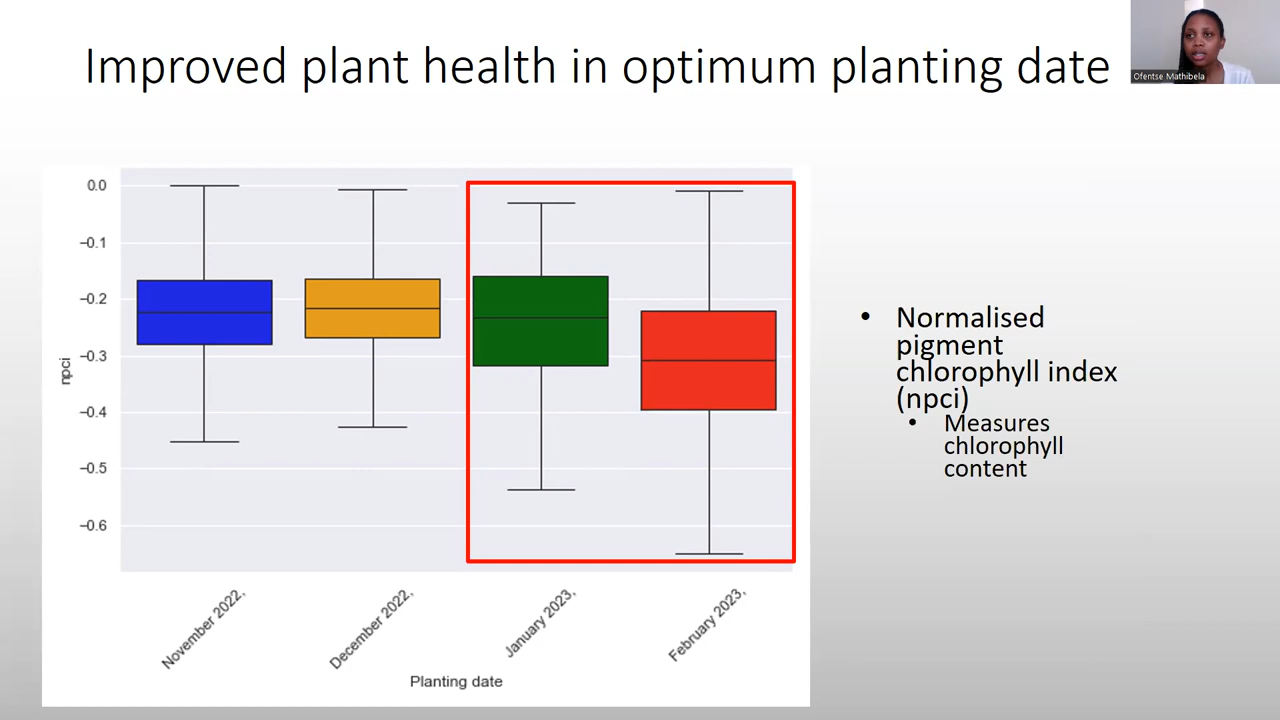 Improved plant health in optimum planting date
Ofentse Mathibela
0.0
−0.1
−0.2
−0.3
−0.4
−0.5
−0.6
npci
November 2022,
December 2022,
January 2023,
February 2023,
Planting date
• Normalised
pigment
chlorophyll index
(npci)
• Measures
chlorophyll
content